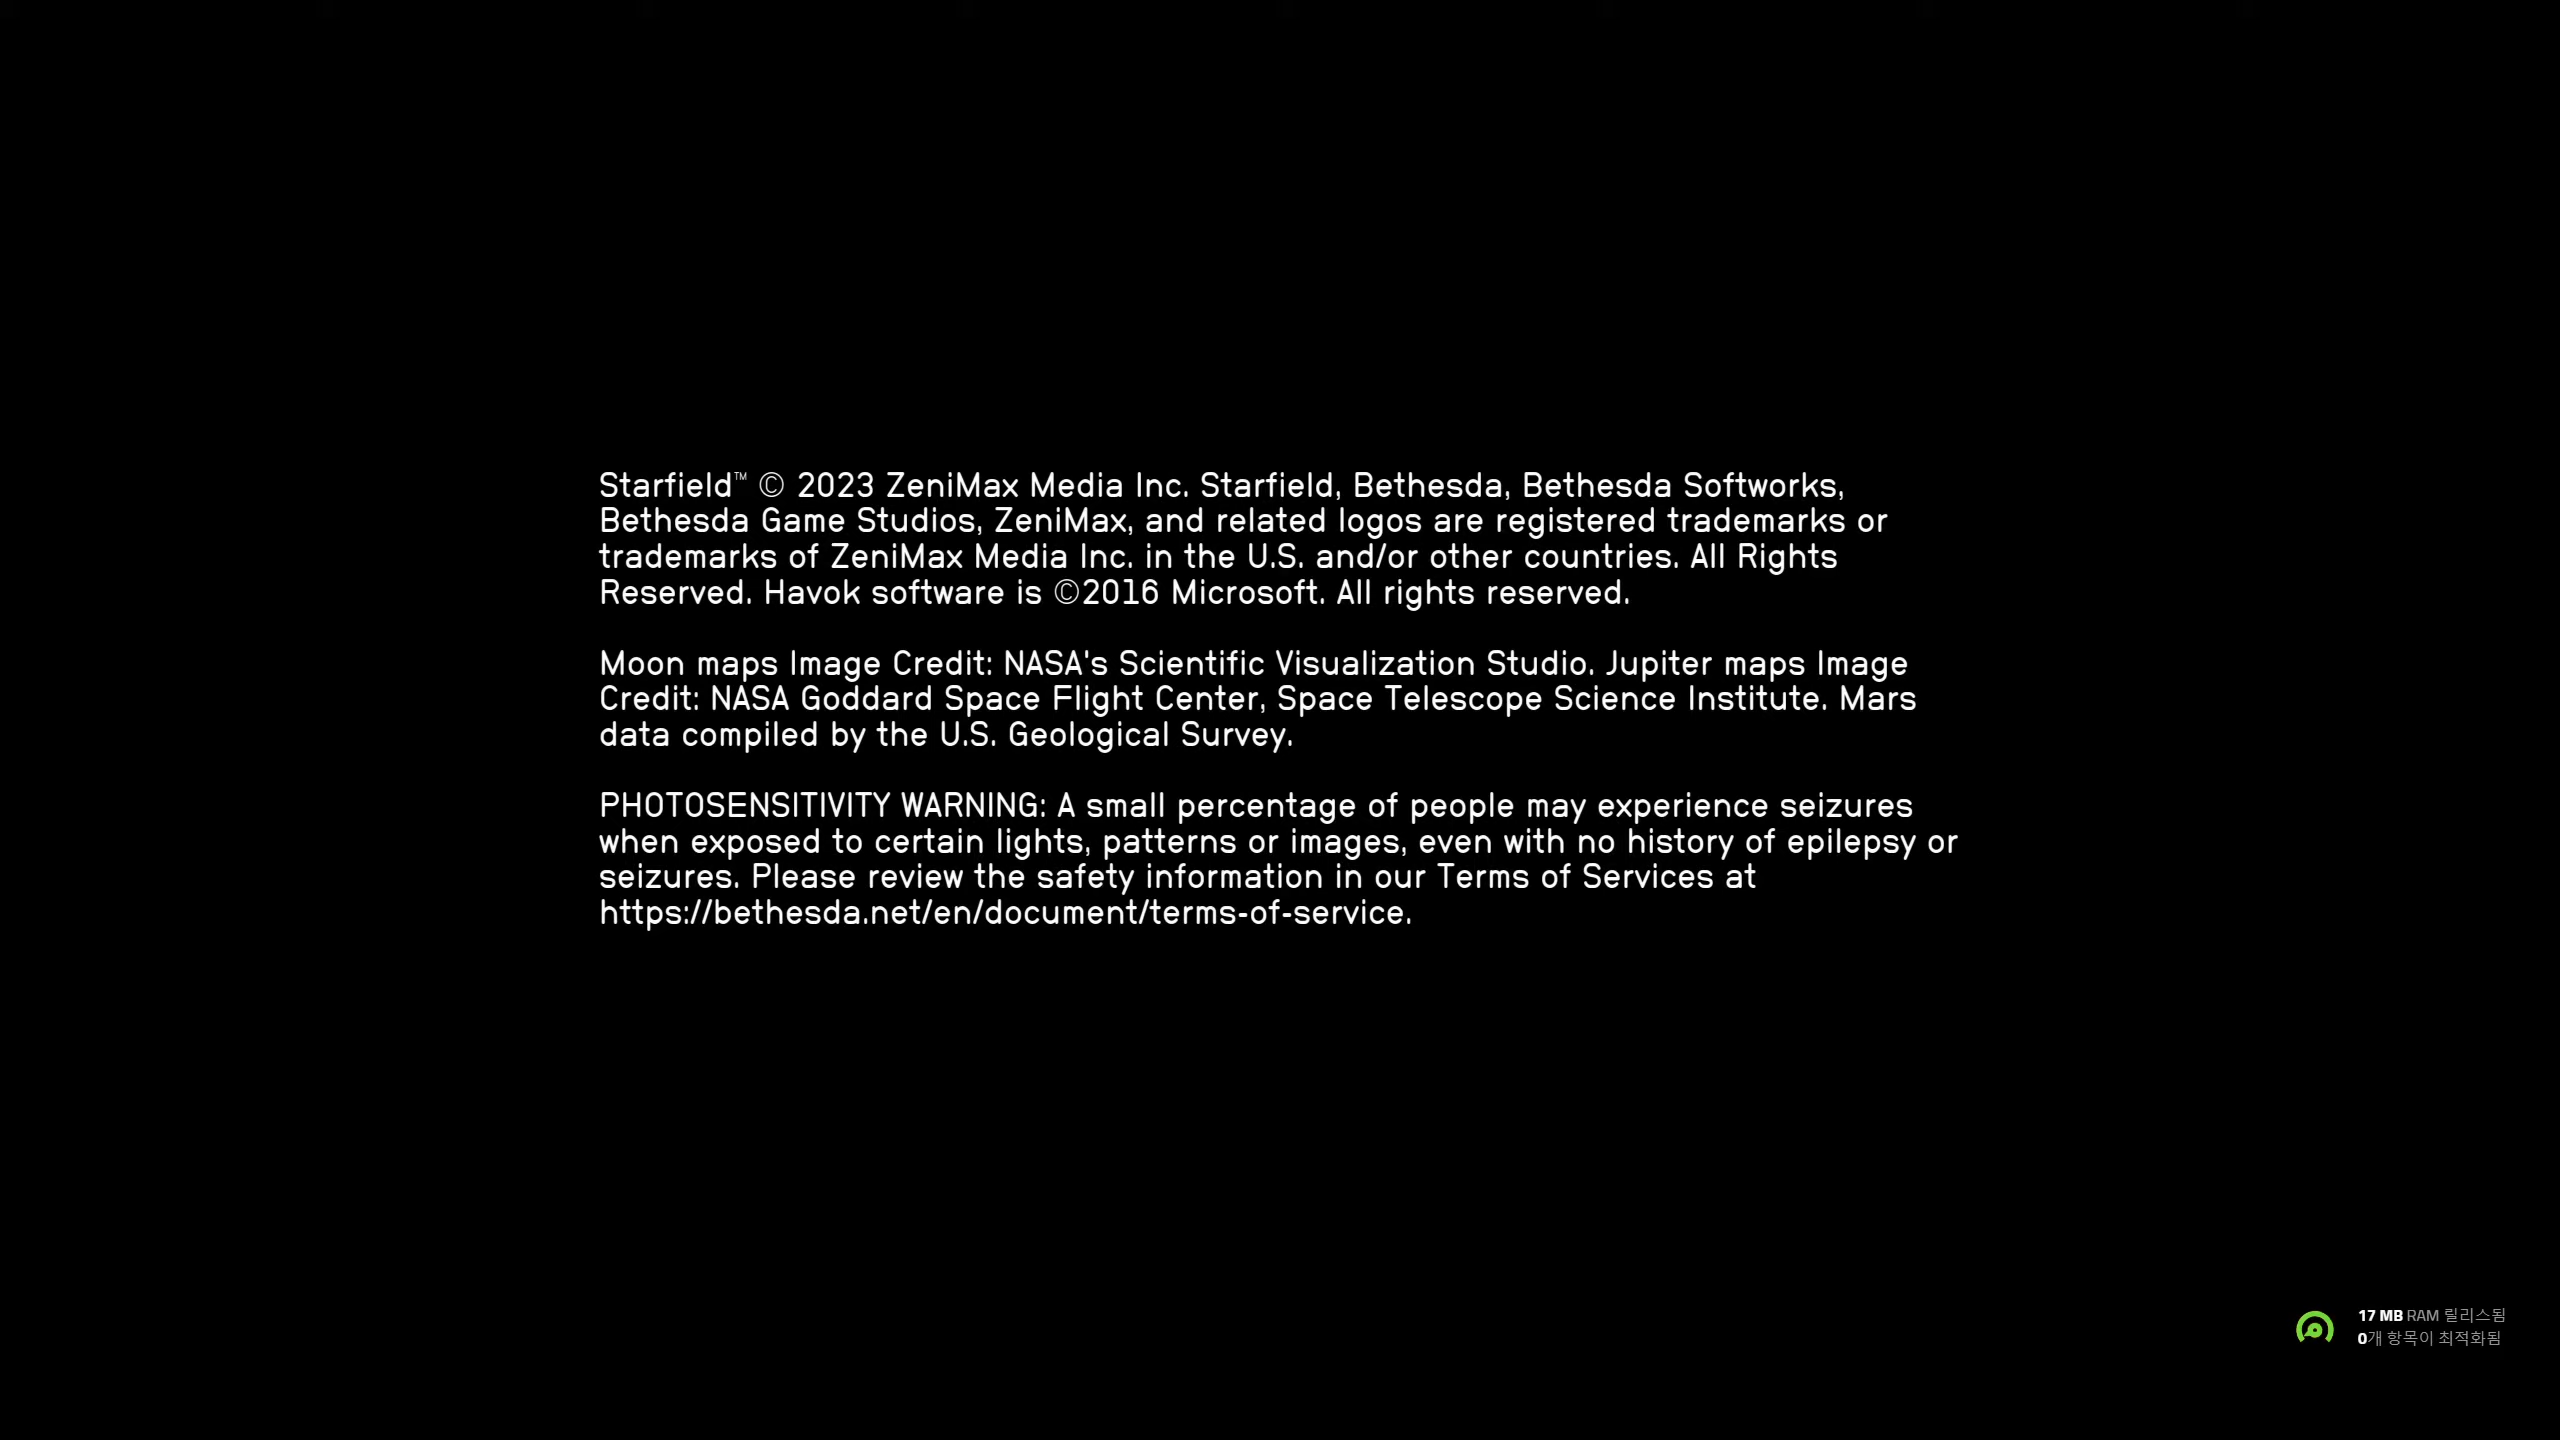 Starfield™ © 2023 ZeniMax Media Inc. Starfield, Bethesda, Bethesda Softworks,
Bethesda Game Studios, ZeniMax, and related logos are registered trademarks or
trademarks of ZeniMax Media Inc. in the U.S. and/or other countries. All Rights
Reserved. Havok software is ©2016 Microsoft. All rights reserved.
Moon maps Image Credit: NASA's Scientific Visualization Studio. Jupiter maps Image
Credit: NASA Goddard Space Flight Center, Space Telescope Science Institute. Mars
data compiled by the U.S. Geological Survey.
PHOTOSENSITIVITY WARNING: A small percentage of people may experience seizures
when exposed to certain lights, patterns or images, even with no history of epilepsy or
seizures. Please review the safety information in our Terms of Services at
https://bethesda.net/en/document/terms-of-service.
17 MB RAM 릴리스됨
0개 항목이 최적화됨